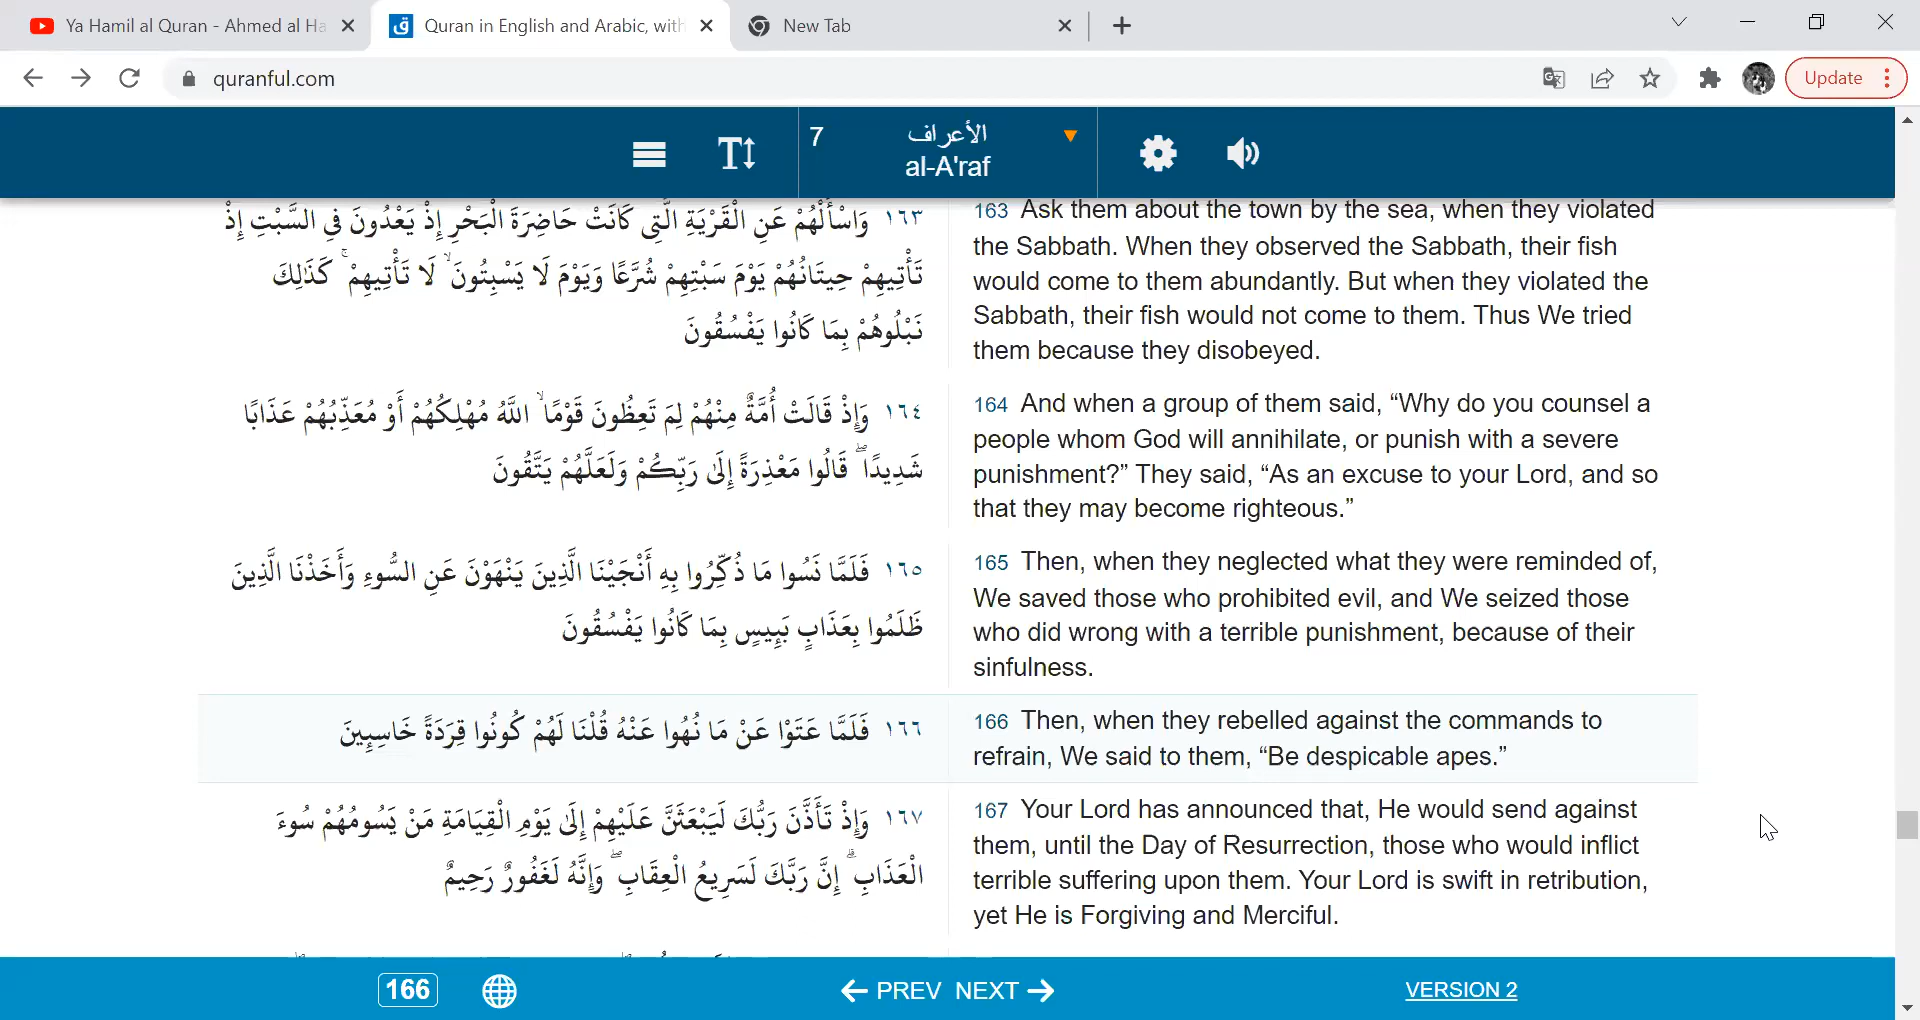 Ya Hamil al Quran - Ahmed al Ha
Quran in English and Arabic, with
New Tab
quranful.com
Update
7
الأعراف
al-A'raf
١٦٣ وَاسْأَلْهُمْ عَنِ الْقَرْيَةِ الَّتِي كَانَتْ حَاضِرَةَ الْبَحْرِ إِذْ يَعْدُونَ فِي السَّبْتِ إِذْ
تَأْتِيهِمْ حِيتَانُهُمْ يَوْمَ سَبْتِهِمْ شُرَّعًا وَيَوْمَ لَا يَسْبِتُونَ ۙ لَا تَأْتِيهِمْ ۚ كَذَٰلِكَ
نَبْلُوهُمْ بِمَا كَانُوا يَفْسُقُونَ
163 Ask them about the town by the sea, when they violated
the Sabbath. When they observed the Sabbath, their fish
would come to them abundantly. But when they violated the
Sabbath, their fish would not come to them. Thus We tried
them because they disobeyed.
١٦٤ وَإِذْ قَالَتْ أُمَّةٌ مِنْهُمْ لِمَ تَعِظُونَ قَوْمًا ۙ اللَّهُ مُهْلِكُهُمْ أَوْ مُعَذِّبُهُمْ عَذَابًا
شَدِيدًا ۖ قَالُوا مَعْذِرَةً إِلَىٰ رَبِّكُمْ وَلَعَلَّهُمْ يَتَّقُونَ
164 And when a group of them said, “Why do you counsel a
people whom God will annihilate, or punish with a severe
punishment?” They said, “As an excuse to your Lord, and so
that they may become righteous.”
١٦٥ فَلَمَّا نَسُوا مَا ذُكِّرُوا بِهِ أَنْجَيْنَا الَّذِينَ يَنْهَوْنَ عَنِ السُّوءِ وَأَخَذْنَا الَّذِينَ
ظَلَمُوا بِعَذَابٍ بَئِيسٍ بِمَا كَانُوا يَفْسُقُونَ
165 Then, when they neglected what they were reminded of,
We saved those who prohibited evil, and We seized those
who did wrong with a terrible punishment, because of their
sinfulness.
١٦٦ فَلَمَّا عَتَوْا عَنْ مَا نُهُوا عَنْهُ قُلْنَا لَهُمْ كُونُوا قِرَدَةً خَاسِئِينَ
166 Then, when they rebelled against the commands to
refrain, We said to them, “Be despicable apes.”
١٦٧ وَإِذْ تَأَذَّنَ رَبُّكَ لَيَبْعَثَنَّ عَلَيْهِمْ إِلَىٰ يَوْمِ الْقِيَامَةِ مَنْ يَسُومُهُمْ سُوءَ
الْعَذَابِ ۗ إِنَّ رَبَّكَ لَسَرِيعُ الْعِقَابِ ۖ وَإِنَّهُ لَغَفُورٌ رَحِيمٌ
167 Your Lord has announced that, He would send against
them, until the Day of Resurrection, those who would inflict
terrible suffering upon them. Your Lord is swift in retribution,
yet He is Forgiving and Merciful.
166
PREV NEXT
VERSION 2